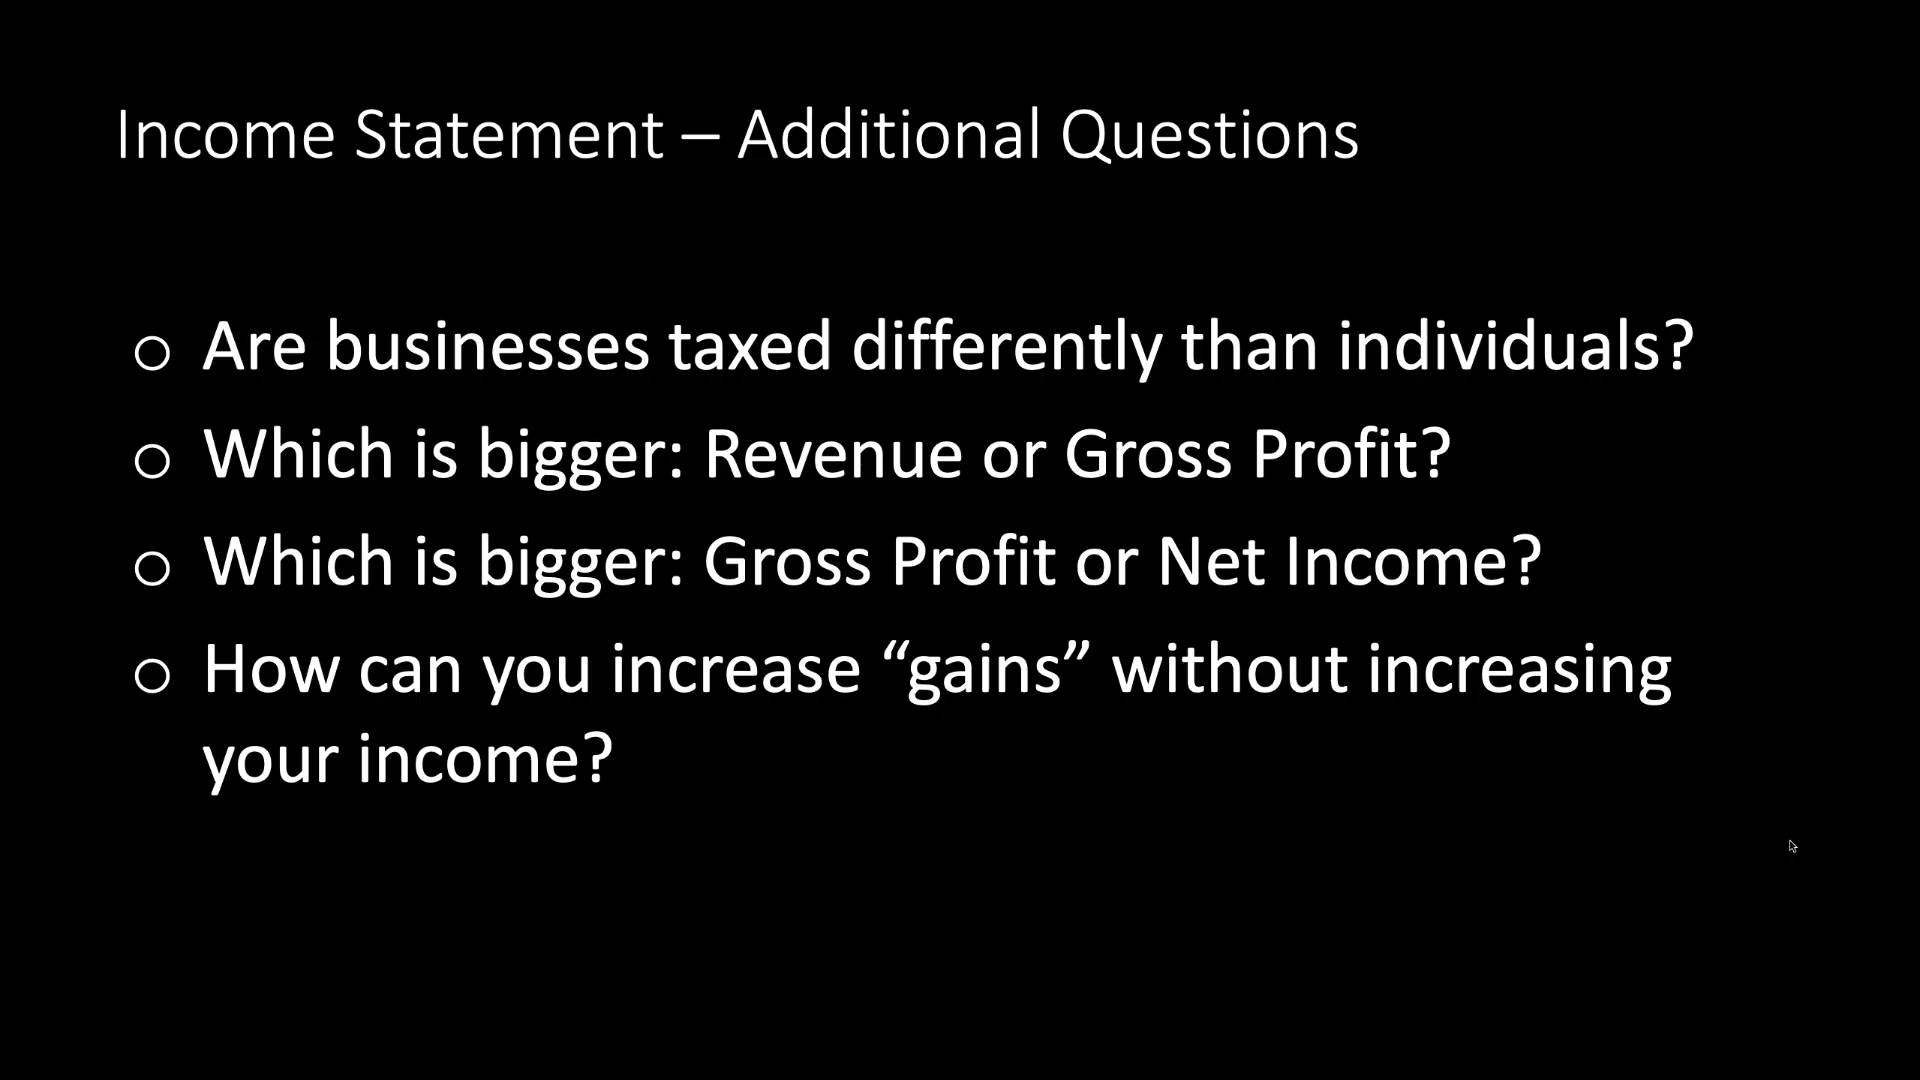 Income Statement – Additional Questions
o Are businesses taxed differently than individuals?
o Which is bigger: Revenue or Gross Profit?
o Which is bigger: Gross Profit or Net Income?
o How can you increase “gains” without increasing
your income?